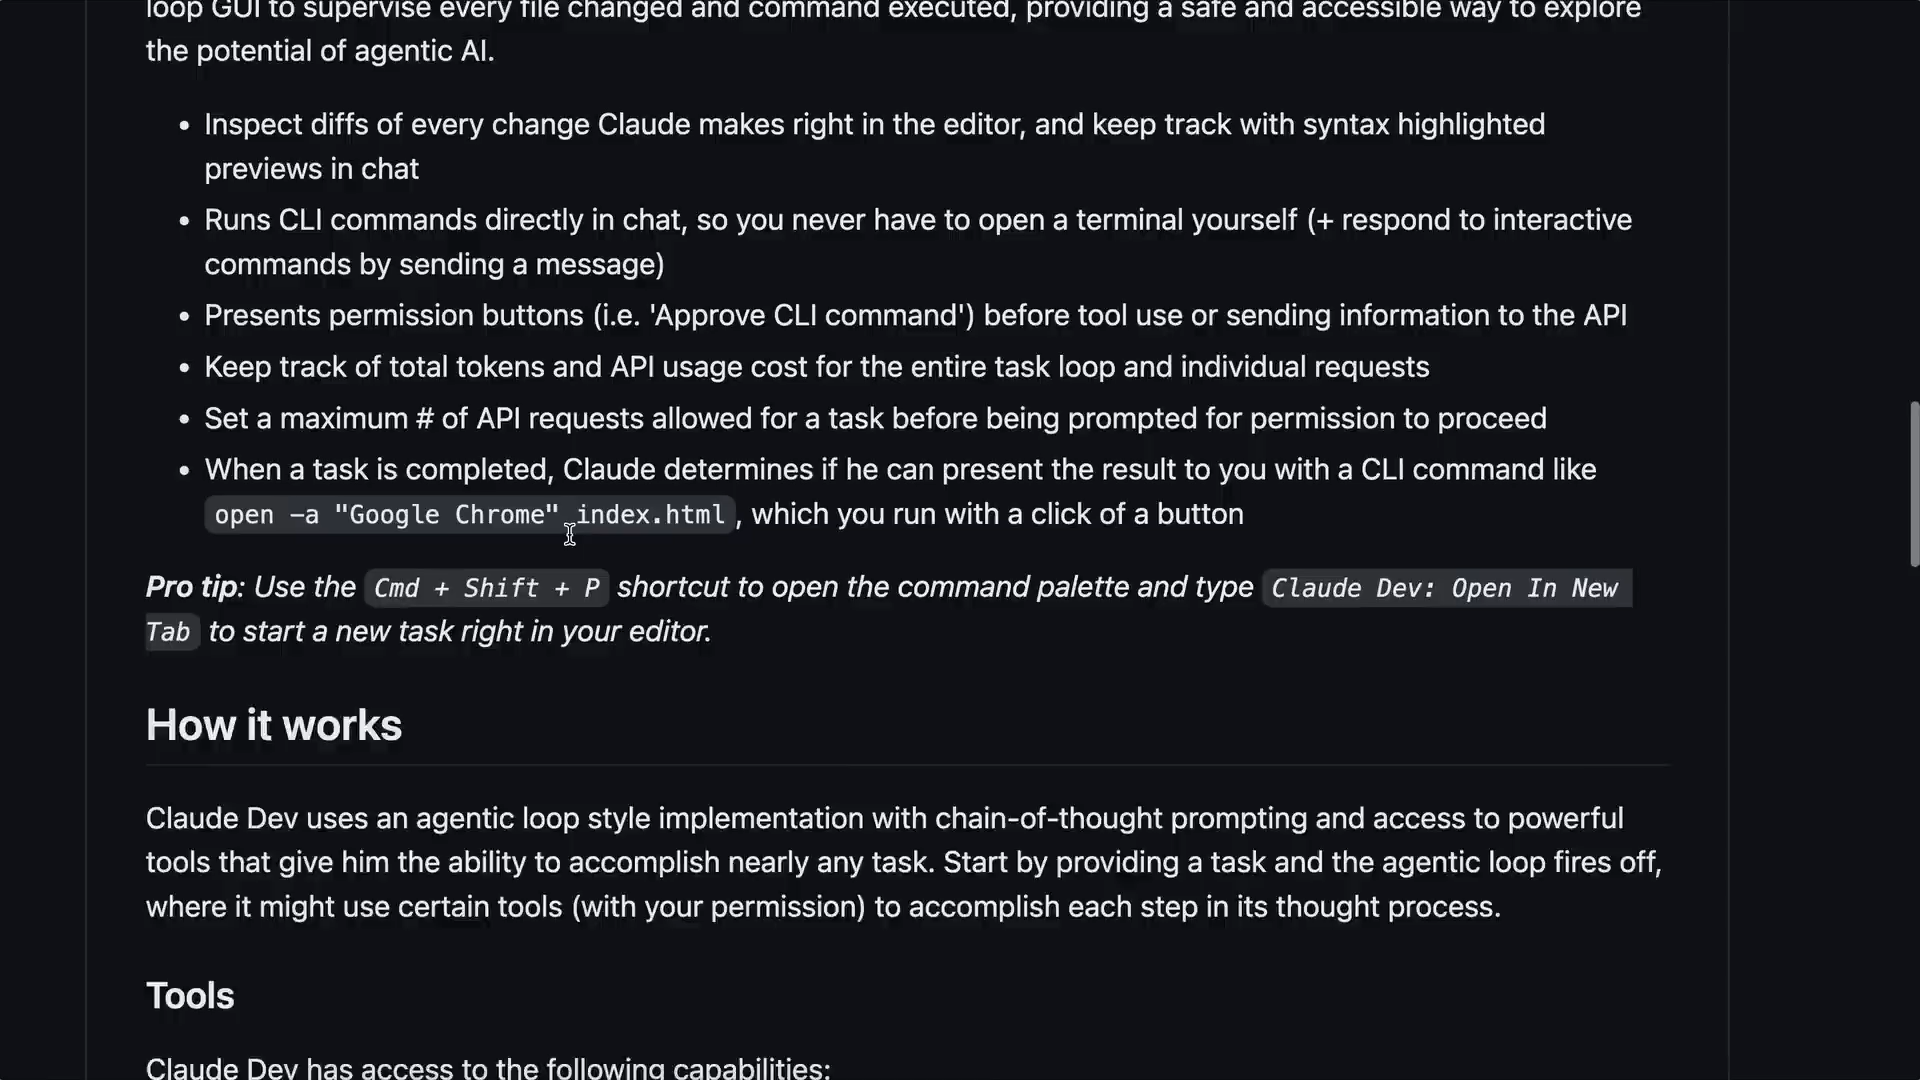 loop GUI to supervise every file changed and command executed, providing a safe and accessible way to explore
the potential of agentic AI.
• Inspect diffs of every change Claude makes right in the editor, and keep track with syntax highlighted
previews in chat
• Runs CLI commands directly in chat, so you never have to open a terminal yourself (+ respond to interactive
commands by sending a message)
• Presents permission buttons (i.e. 'Approve CLI command') before tool use or sending information to the API
• Keep track of total tokens and API usage cost for the entire task loop and individual requests
• Set a maximum # of API requests allowed for a task before being prompted for permission to proceed
• When a task is completed, Claude determines if he can present the result to you with a CLI command like
open -a "Google Chrome" index.html , which you run with a click of a button
Pro tip: Use the Cmd + Shift + P shortcut to open the command palette and type Claude Dev: Open In New
Tab to start a new task right in your editor.
How it works
Claude Dev uses an agentic loop style implementation with chain-of-thought prompting and access to powerful
tools that give him the ability to accomplish nearly any task. Start by providing a task and the agentic loop fires off,
where it might use certain tools (with your permission) to accomplish each step in its thought process.
Tools
Claude Dev has access to the following capabilities: